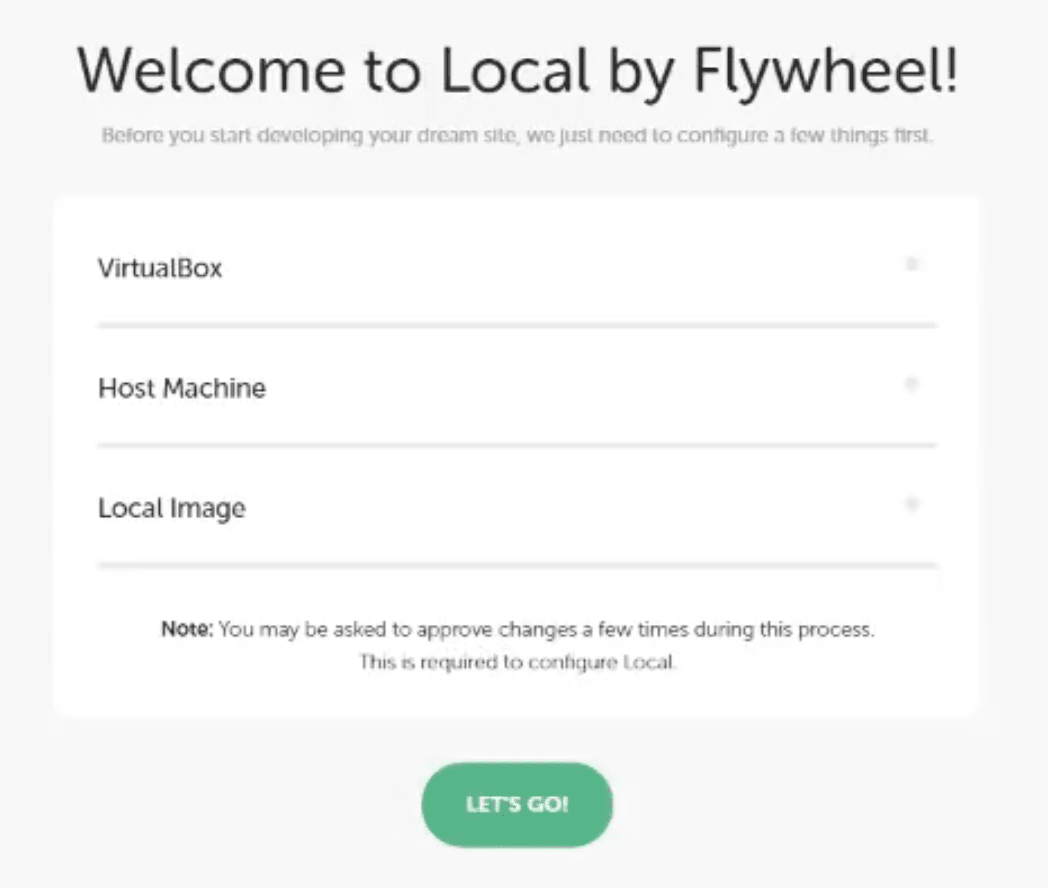 Welcome to Local by Flywheel!
Before you start developing your dream site, we just need to configure a few things first.
VirtualBox
Host Machine
Local Image
Note: You may be asked to approve changes a few times during this process.
This is required to configure Local.
LET'S GO!